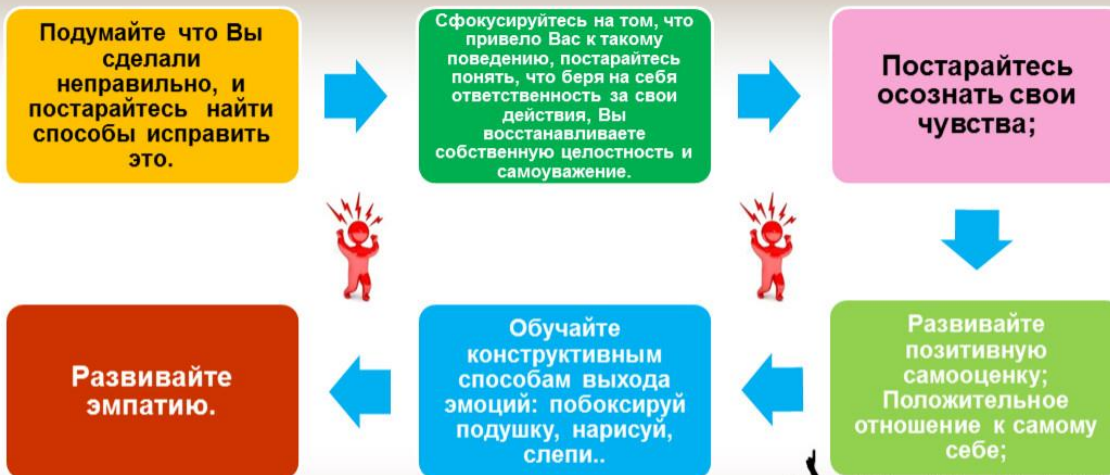 Подумайте что Вы
сделали
неправильно, и
постарайтесь найти
способы исправить
это.
Сфокусируйтесь на том, что
привело Вас к такому
поведению, постарайтесь
понять, что беря на себя
ответственность за свои
действия, Вы
восстанавливаете
собственную целостность и
самоуважение.
Постарайтесь
осознать свои
чувства;
Развивайте
позитивную
самооценку;
Положительное
отношение к самому
себе;
Обучайте
конструктивным
способам выхода
эмоций: побоксируй
подушку, нарисуй,
слепи..
Развивайте
эмпатию.